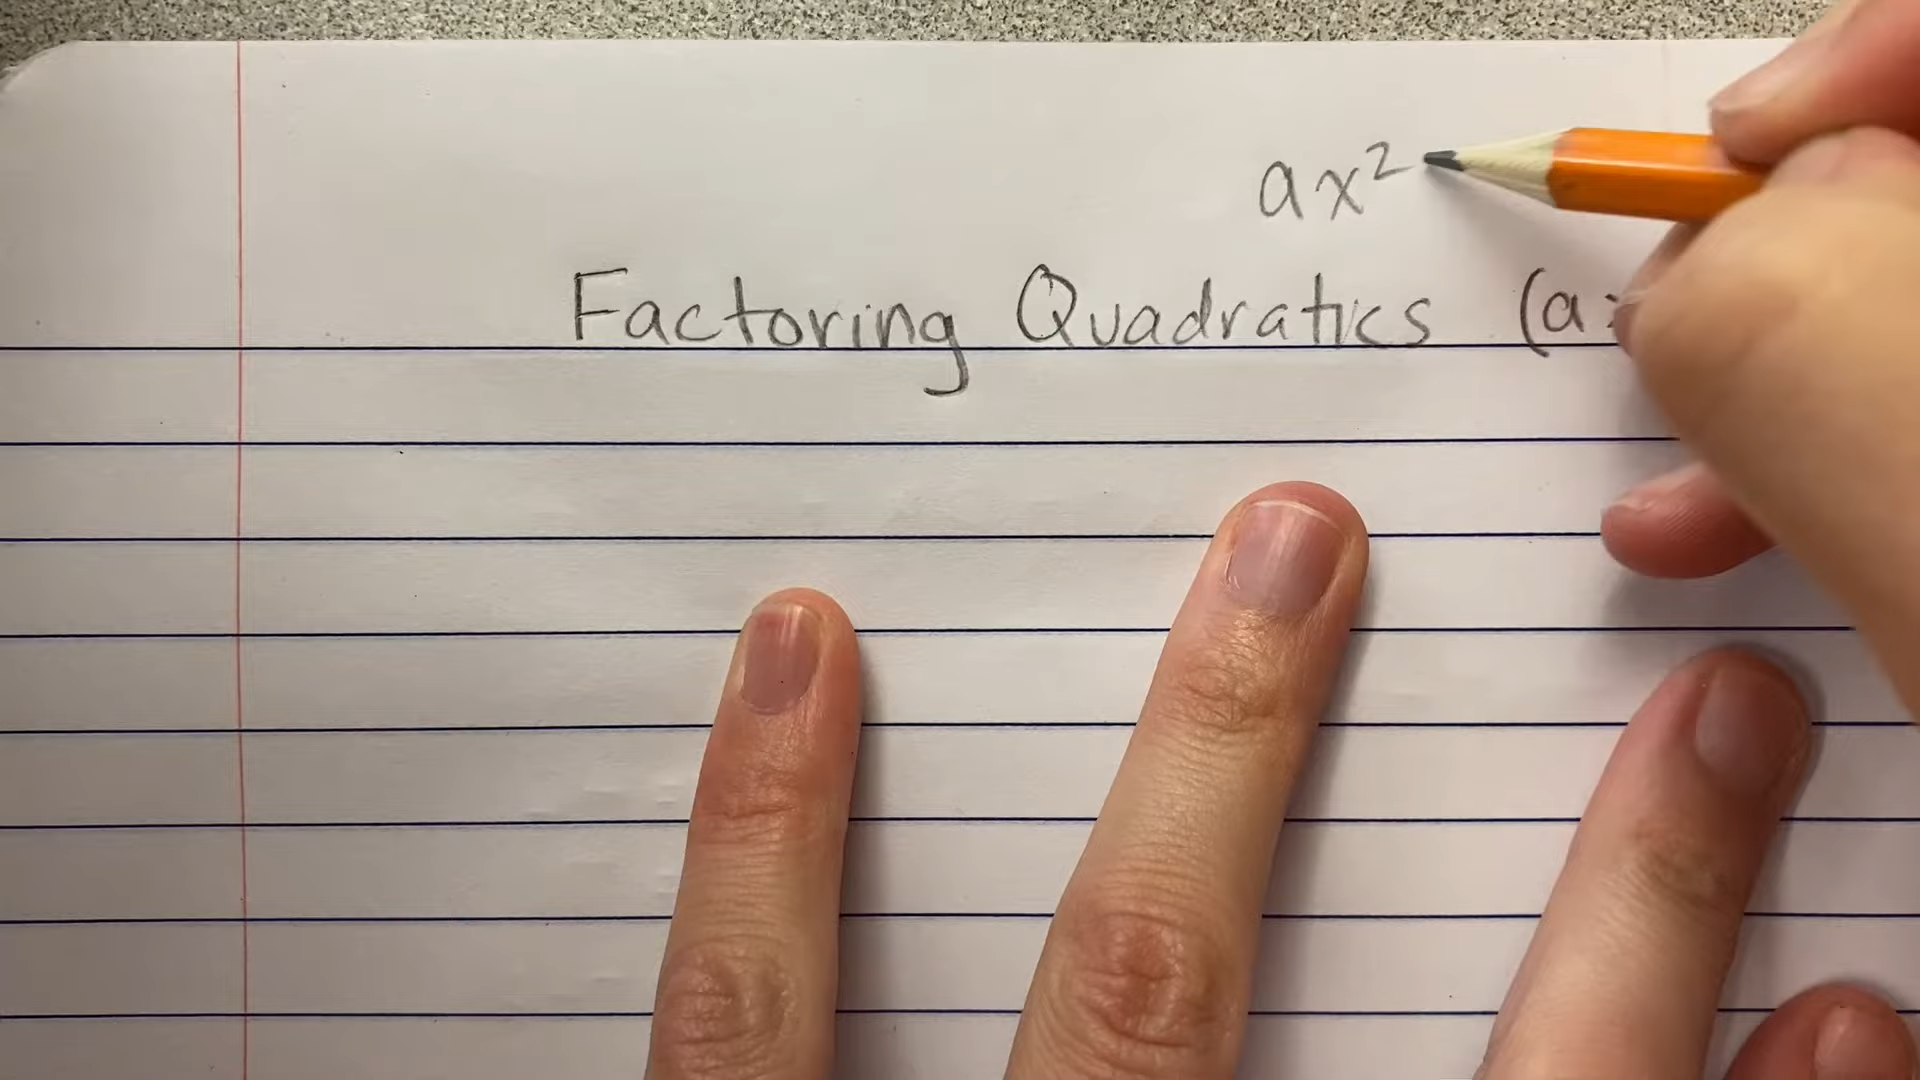 ax²
Factoring Quadratics (a